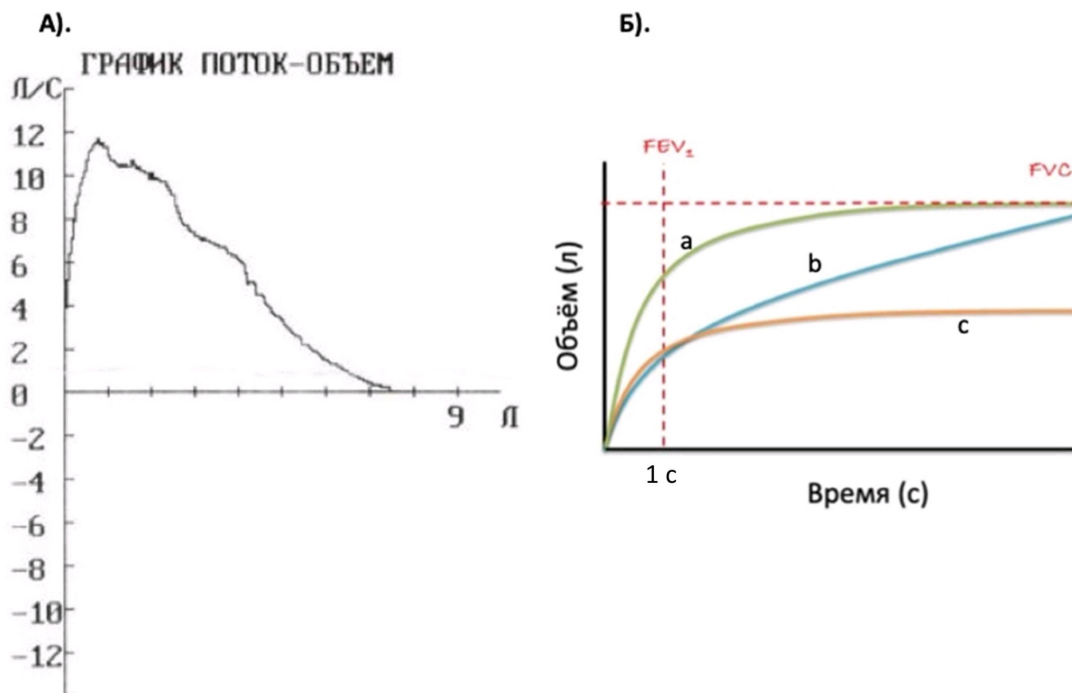 А).
ГРАФИК ПОТОК-ОБЪЕМ
Л/С
12
10
8
6
4
2
0
9 Л
-2
-4
-6
-8
-10
-12
Б).
FEV₁
FVC
a
b
c
Объём (л)
1 с
Время (с)